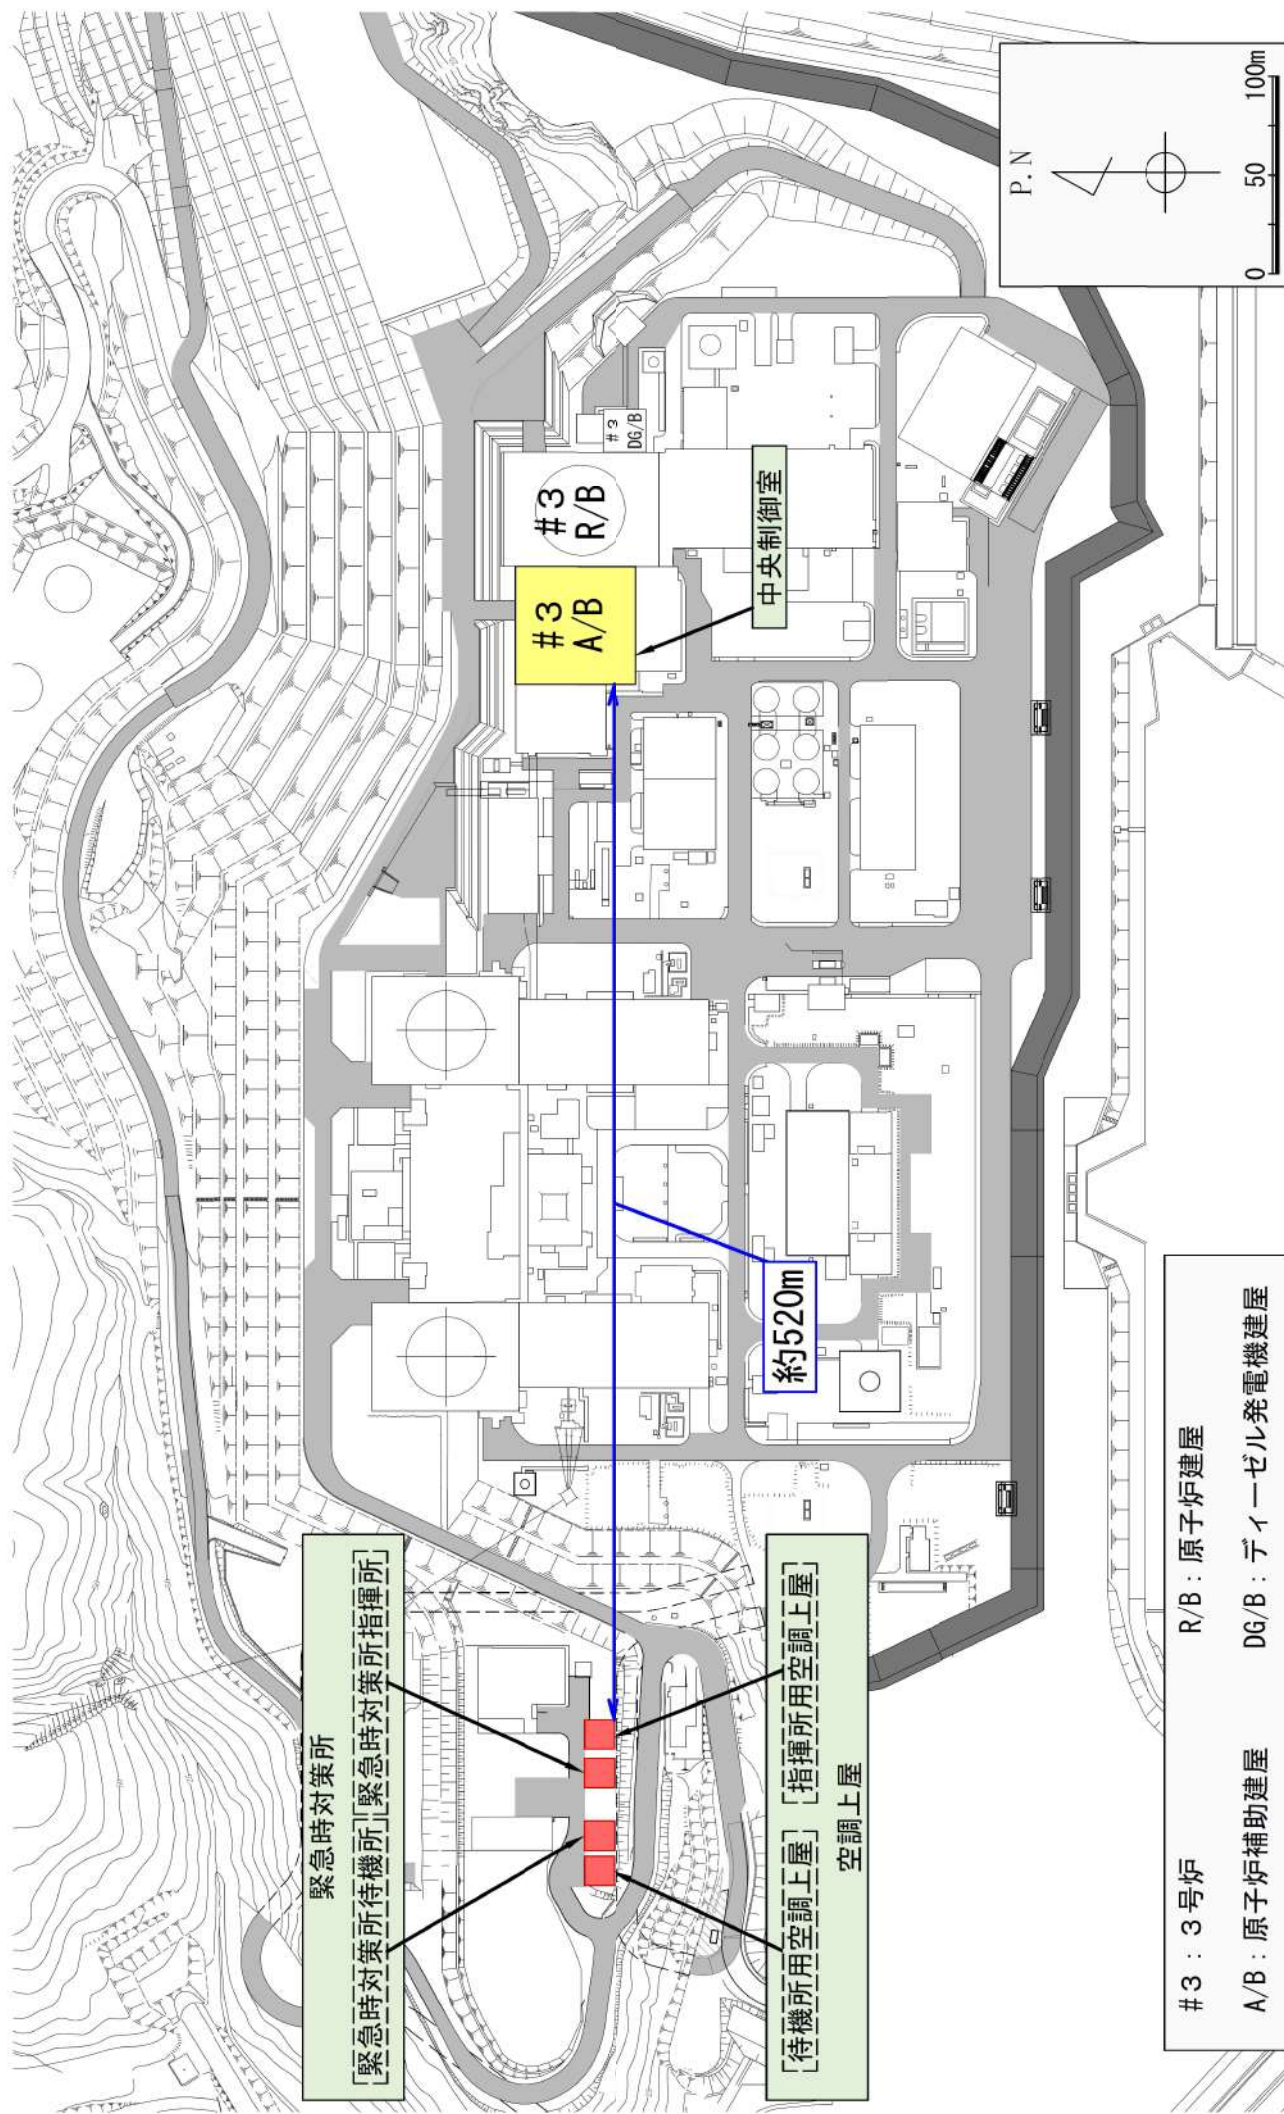 緊急時対策所
[緊急時対策所待機所]
[緊急時対策所指揮所]
#3
A/B
#3
R/B
#3
DG/B
中央制御室
約520m
[待機所用空調上屋]
[指揮所用空調上屋]
空調上屋
P.N
0
50
100m
#3：3号炉
R/B：原子炉建屋
A/B：原子炉補助建屋
DG/B：ディーゼル発電機建屋